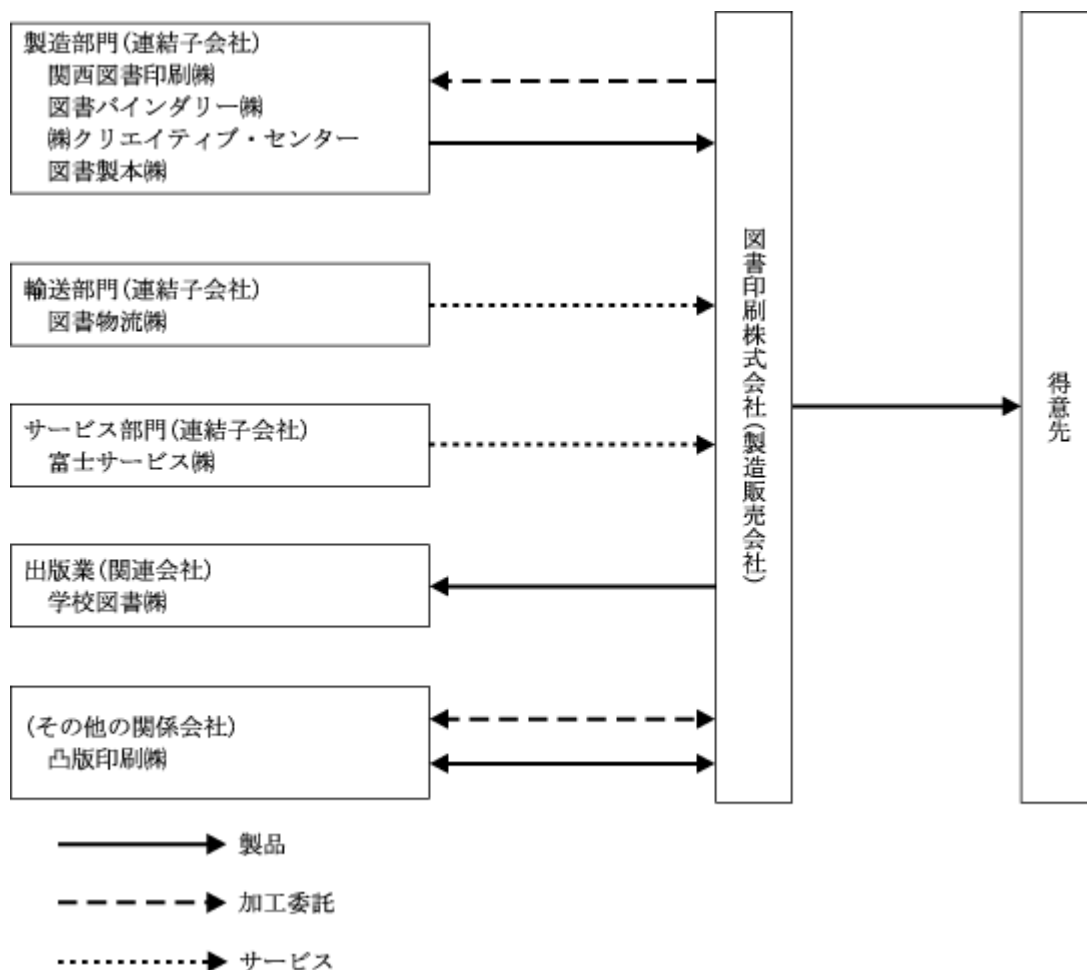 製造部門(連結子会社)
関西図書印刷㈱
図書バインダリー㈱
㈱クリエイティブ・センター
図書製本㈱
輸送部門(連結子会社)
図書物流㈱
サービス部門(連結子会社)
富士サービス㈱
出版業(関連会社)
学校図書㈱
(その他の関係会社)
凸版印刷㈱
図書印刷株式会社(製造販売会社)
得意先
製品
加工委託
サービス